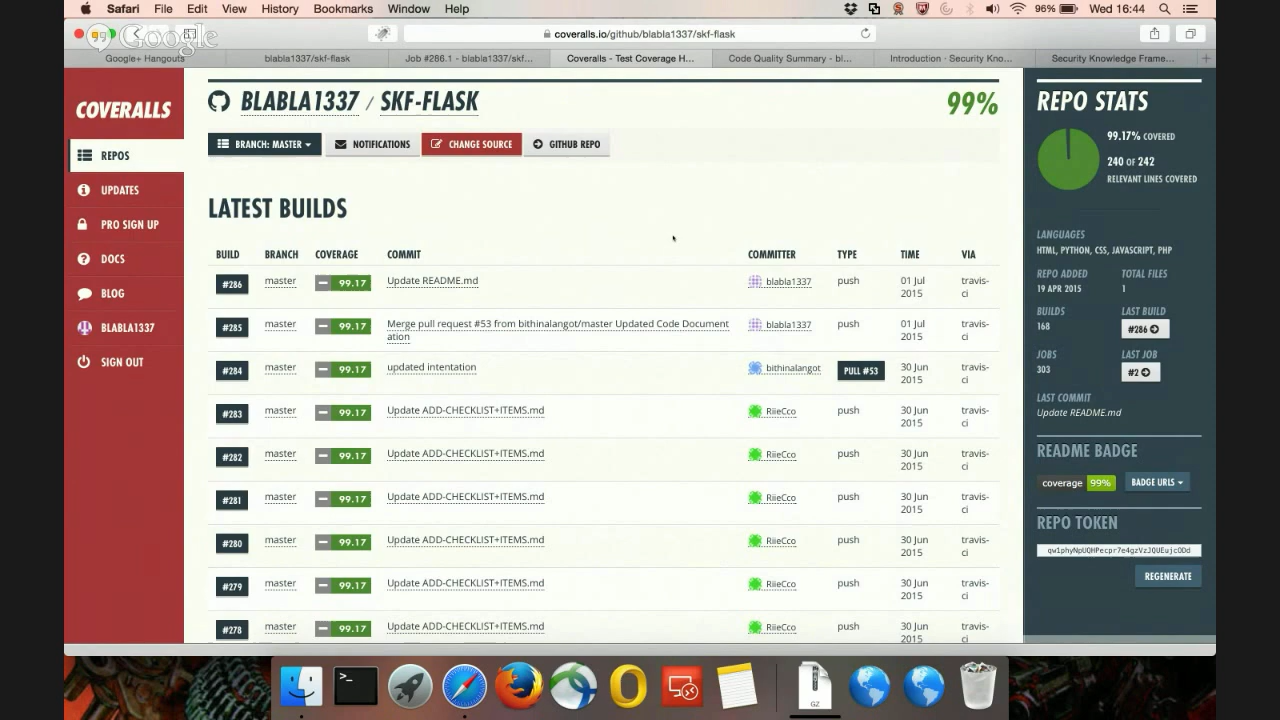 Safari File Edit View History Bookmarks Window Help 96% Wed 16:44
Google
coveralls.io/github/blabla1337/skf-flask
Google+ Hangouts blabla1337/skf-flask Job #286.1 - blabla1337/skf... Coveralls - Test Coverage H... Code Quality Summary - bl... Introduction · Security Kno... Security Knowledge Frame...
COVERALLS
REPOS
UPDATES
PRO SIGN UP
DOCS
BLOG
BLABLA1337
SIGN OUT
BLABLA1337 / SKF-FLASK 99%
BRANCH: MASTER NOTIFICATIONS CHANGE SOURCE GITHUB REPO
LATEST BUILDS
BUILD BRANCH COVERAGE COMMIT COMMITTER TYPE TIME VIA
#286 master 99.17 Update README.md blabla1337 push 01 Jul 2015 travis-ci
#285 master 99.17 Merge pull request #53 from bithinalangot/master Updated Code Document
ation blabla1337 push 01 Jul 2015 travis-ci
#284 master 99.17 updated intentation bithinalangot PULL #53 30 Jun 2015 travis-ci
#283 master 99.17 Update ADD-CHECKLIST+ITEMS.md RiieCco push 30 Jun 2015 travis-ci
#282 master 99.17 Update ADD-CHECKLIST+ITEMS.md RiieCco push 30 Jun 2015 travis-ci
#281 master 99.17 Update ADD-CHECKLIST+ITEMS.md RiieCco push 30 Jun 2015 travis-ci
#280 master 99.17 Update ADD-CHECKLIST+ITEMS.md RiieCco push 30 Jun 2015 travis-ci
#279 master 99.17 Update ADD-CHECKLIST+ITEMS.md RiieCco push 30 Jun 2015 travis-ci
#278 master 99.17 Update ADD-CHECKLIST+ITEMS.md RiieCco push 30 Jun 2015 travis-ci
REPO STATS
99.17% COVERED
240 OF 242
RELEVANT LINES COVERED
LANGUAGES
HTML, PYTHON, CSS, JAVASCRIPT, PHP
REPO ADDED TOTAL FILES
19 APR 2015 1
BUILDS LAST BUILD
168 #286
JOBS LAST JOB
303 #2
LAST COMMIT
Update README.md
README BADGE
coverage 99% BADGE URLS
REPO TOKEN
REGENERATE
GZ